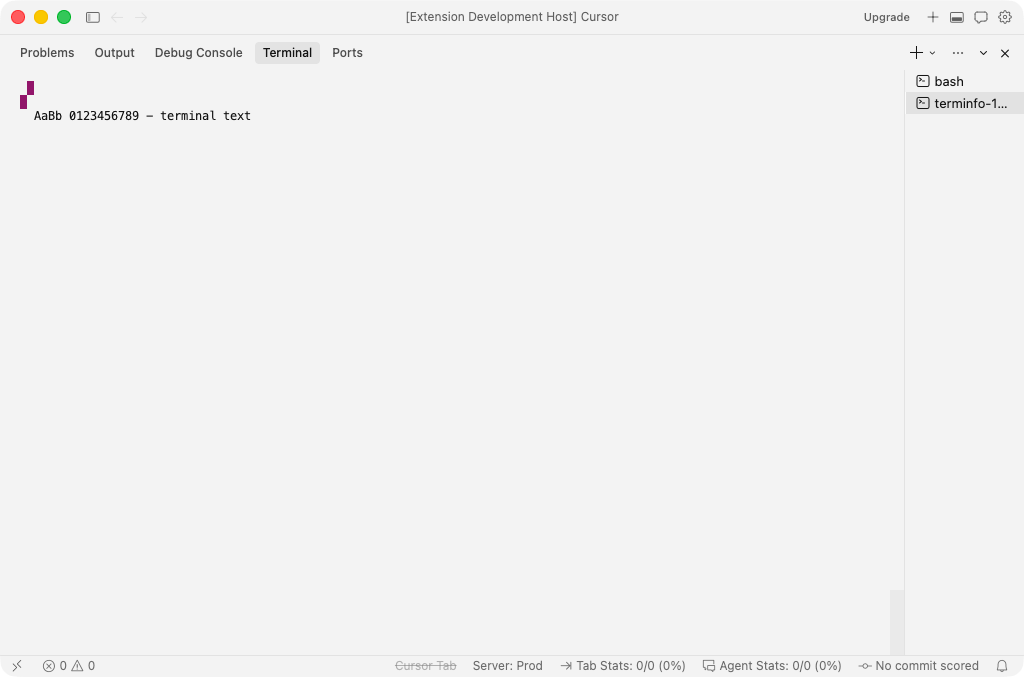 [Extension Development Host] Cursor
Upgrade
Problems Output Debug Console Terminal Ports
bash
terminfo-1...
AaBb 0123456789 — terminal text
0 0 Cursor Tab Server: Prod Tab Stats: 0/0 (0%) Agent Stats: 0/0 (0%) No commit scored